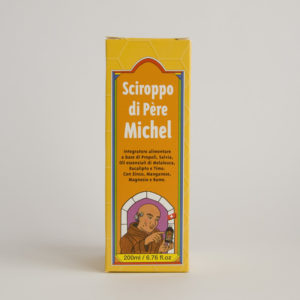 Sciroppo
di Père
Michel
Integratore alimentare
a base di Propoli, Salvia,
Oli essenziali di Melaleuca,
Eucalipto e Timo.
Con Zinco, Manganese,
Magnesio e Rame.
200ml / 6.76 fl.oz